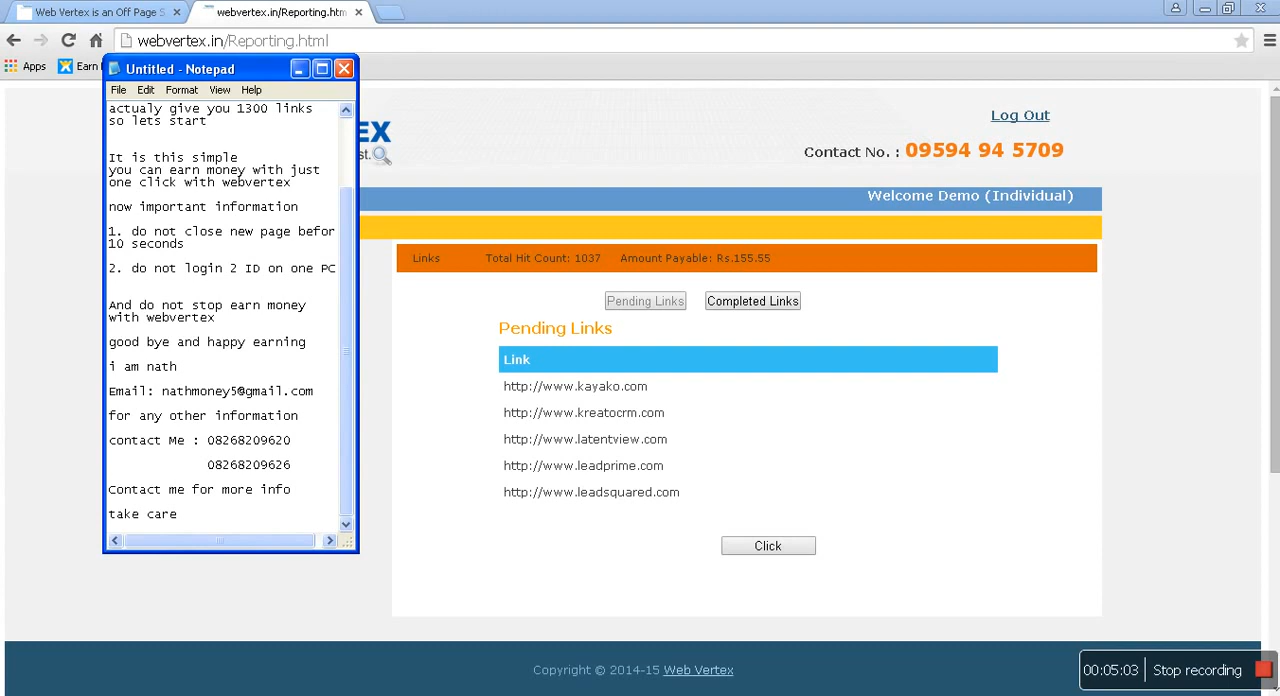 Web Vertex is an Off Page S
webvertex.in/Reporting.htm
webvertex.in/Reporting.html
Apps
Earn
Untitled - Notepad
File Edit Format View Help
actualy give you 1300 links
so lets start
It is this simple
you can earn money with just
one click with webvertex
now important information
1. do not close new page befor
10 seconds
2. do not login 2 ID on one PC
And do not stop earn money
with webvertex
good bye and happy earning
i am nath
Email: nathmoney5@gmail.com
for any other information
contact Me : 08268209620
08268209626
Contact me for more info
take care
EX
st.
Log Out
Contact No. : 09594 94 5709
Welcome Demo (Individual)
Links Total Hit Count: 1037 Amount Payable: Rs.155.55
Pending Links Completed Links
Pending Links
Link
http://www.kayako.com
http://www.kreatocrm.com
http://www.latentview.com
http://www.leadprime.com
http://www.leadsquared.com
Click
Copyright © 2014-15 Web Vertex
00:05:03 Stop recording